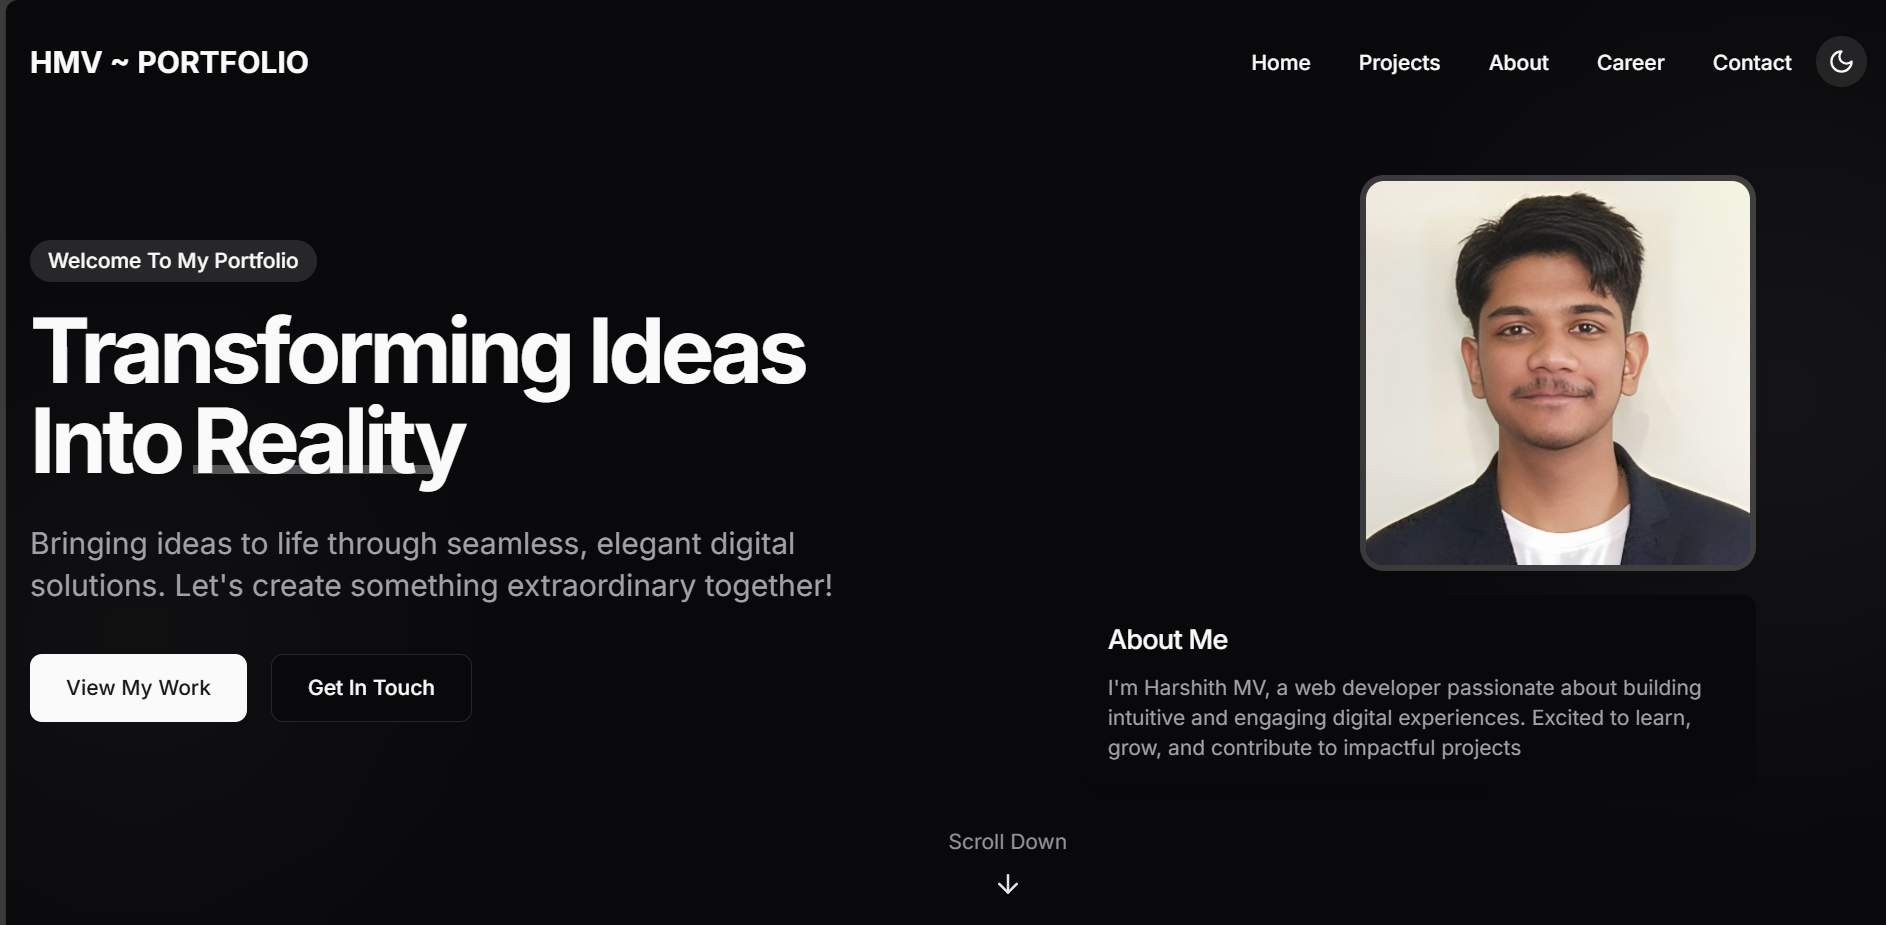 HMV ~ PORTFOLIO
Home
Projects
About
Career
Contact
Welcome To My Portfolio
Transforming Ideas
Into Reality
Bringing ideas to life through seamless, elegant digital
solutions. Let's create something extraordinary together!
View My Work
Get In Touch
About Me
I'm Harshith MV, a web developer passionate about building
intuitive and engaging digital experiences. Excited to learn,
grow, and contribute to impactful projects
Scroll Down